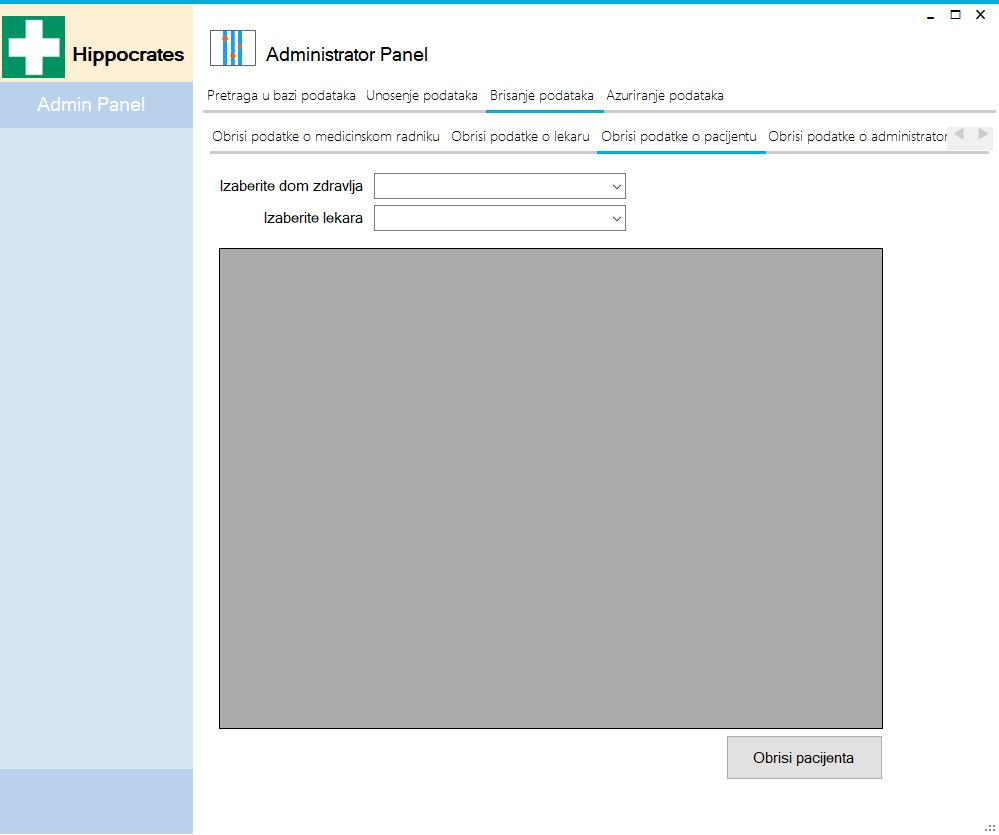 Hippocrates
Administrator Panel
Admin Panel
Pretraga u bazi podataka Unosenje podataka Brisanje podataka Azuriranje podataka
Obrisi podatke o medicinskom radniku Obrisi podatke o lekaru Obrisi podatke o pacijentu Obrisi podatke o administrator
Izaberite dom zdravlja
Izaberite lekara
Obrisi pacijenta